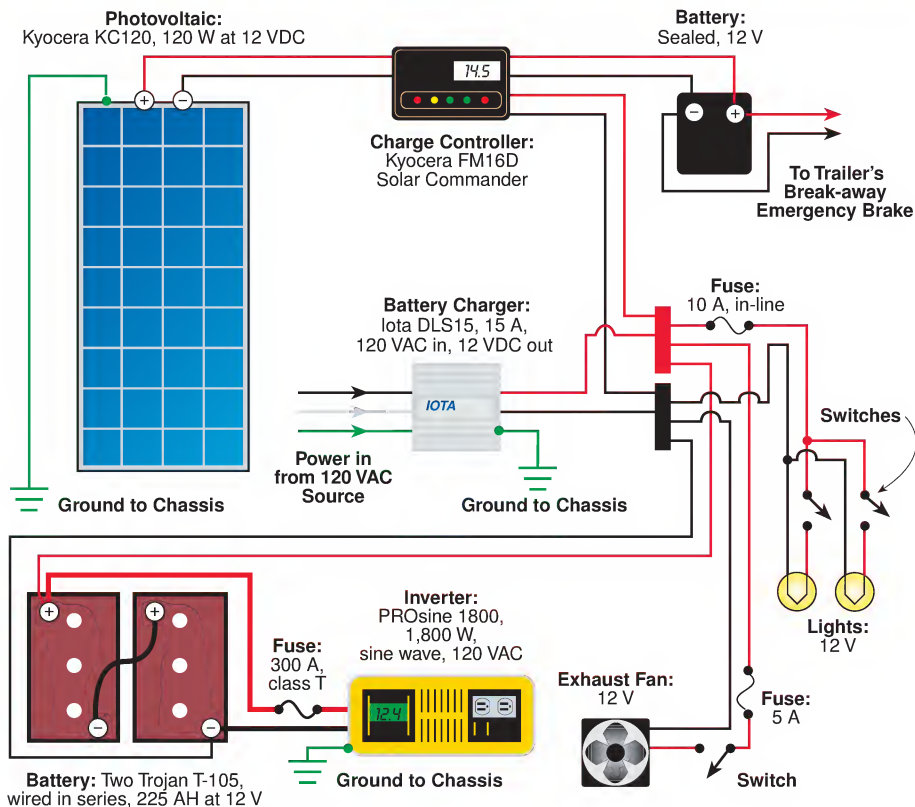 Photovoltaic:
Kyocera KC120, 120 W at 12 VDC
Battery:
Sealed, 12 V
14.5
+
–
–
+
Charge Controller:
Kyocera FM16D
Solar Commander
To Trailer's
Break-away
Emergency Brake
Fuse:
10 A, in-line
Battery Charger:
Iota DLS15, 15 A,
120 VAC in, 12 VDC out
IOTA
Switches
Power in
from 120 VAC
Source
Ground to Chassis
Ground to Chassis
Inverter:
PROsine 1800,
1,800 W,
sine wave, 120 VAC
+
+
Lights:
12 V
Fuse:
300 A,
class T
Exhaust Fan:
12 V
Fuse:
5 A
12.4
–
–
Ground to Chassis
Switch
Battery: Two Trojan T-105,
wired in series, 225 AH at 12 V